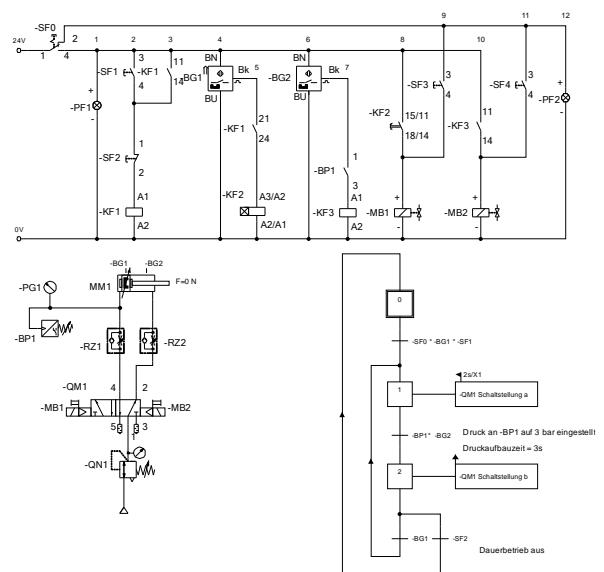 -SF0
24V
2
1 4
1 2 3 4 5 6 7 8 9 10 11 12
-SF1
3
4
-KF1
11
14
-BG1
BN
Bk
BU
-BG2
BN
Bk
BU
-KF1
21
24
-BP1
1
3
-KF2
15/11
18/14
-SF3
3
4
-KF3
11
14
-SF4
3
4
-PF1
+
-
-PF2
+
-
-SF2
1
2
-KF1
A1
A2
-KF2
A3/A2
A2/A1
-KF3
A1
A2
-MB1
+
-
-MB2
+
-
0V
-BG1 -BG2
-PG1
MM1
F=0 N
-BP1
-RZ1
-RZ2
-QM1
4 2
-MB1
-MB2
5 3
1
-QN1
0
-SF0 * -BG1 * -SF1
2s/X1
1
-QM1 Schaltstellung a
-BP1* -BG2
Druck an -BP1 auf 3 bar eingestellt
Druckaufbauzeit = 3s
2
-QM1 Schaltstellung b
-BG1
-SF2
Dauerbetrieb aus